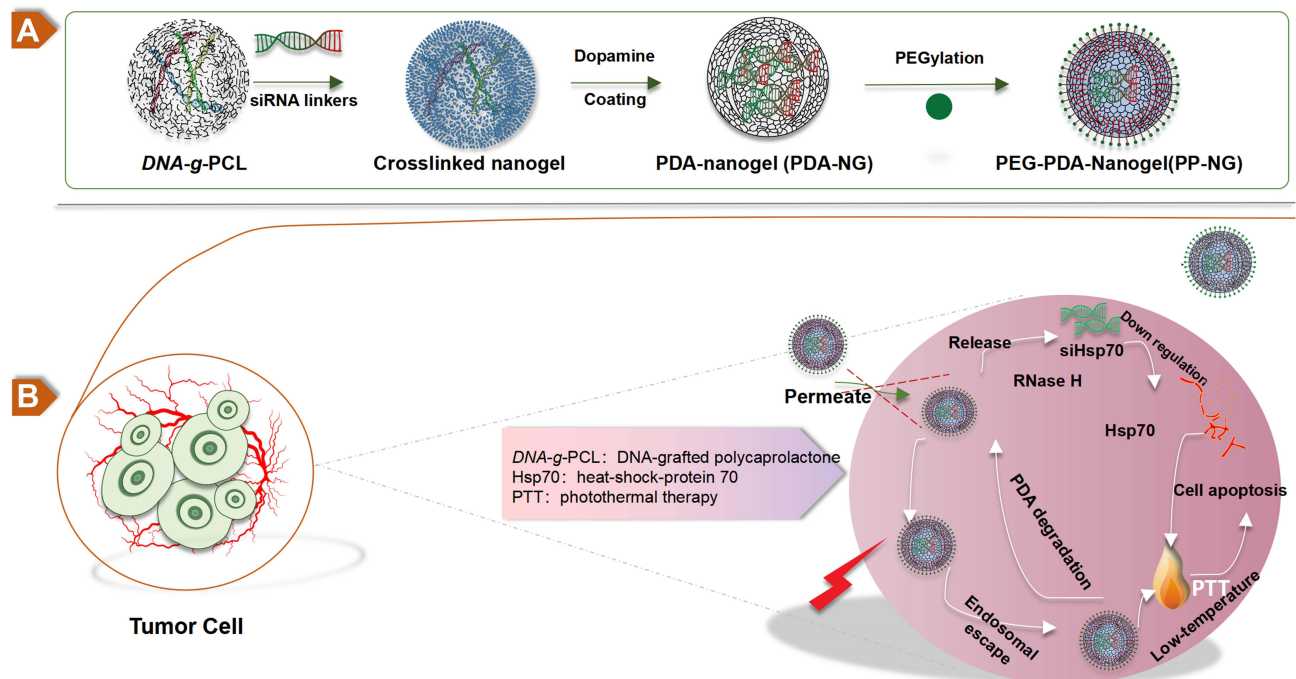 A
siRNA linkers
Dopamine
Coating
PEGylation
DNA-g-PCL
Crosslinked nanogel
PDA-nanogel (PDA-NG)
PEG-PDA-Nanogel(PP-NG)
B
Tumor Cell
DNA-g-PCL： DNA-grafted polycaprolactone
Hsp70： heat-shock-protein 70
PTT： photothermal therapy
Permeate
Release
siHsp70
RNase H
Down regulation
Hsp70
Cell apoptosis
PDA degradation
PTT
Low-temperature
Endosomal
escape